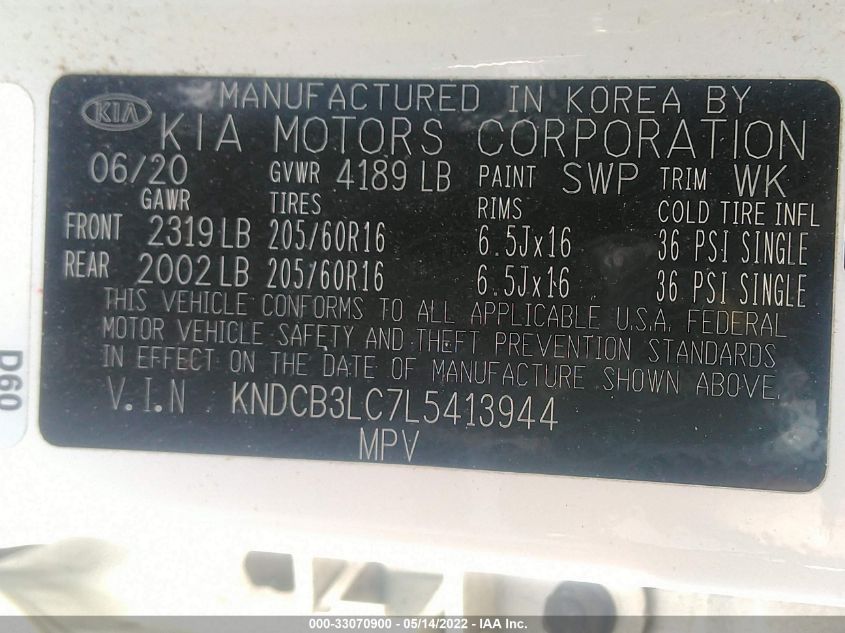 KIA
MANUFACTURED IN KOREA BY
KIA MOTORS CORPORATION
06/20 GVWR 4189 LB PAINT SWP TRIM WK
GAWR TIRES RIMS COLD TIRE INFL
FRONT 2319 LB 205/60R16 6.5Jx16 36 PSI SINGLE
REAR 2002 LB 205/60R16 6.5Jx16 36 PSI SINGLE
THIS VEHICLE CONFORMS TO ALL APPLICABLE U.S.A. FEDERAL
MOTOR VEHICLE SAFETY AND THEFT PREVENTION STANDARDS
IN EFFECT ON THE DATE OF MANUFACTURE SHOWN ABOVE.
V.I.N KNDCB3LC7L5413944
MPV
D60
000-33070900 - 05/14/2022 - IAAI.COM